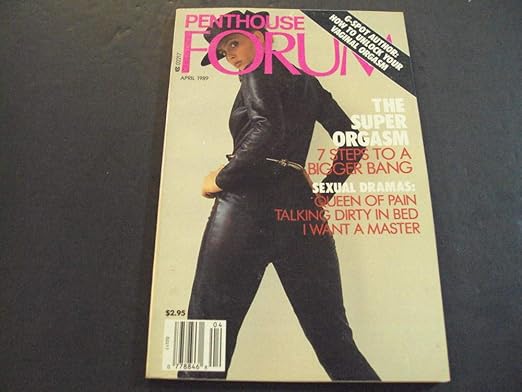 PENTHOUSE
FORUM
APRIL 1989
G-SPOT AUTHOR:
HOW TO UNLOCK YOUR
VAGINAL ORGASM
THE
SUPER
ORGASM
7 STEPS TO A
BIGGER BANG
SEXUAL DRAMAS:
QUEEN OF PAIN
TALKING DIRTY IN BED
I WANT A MASTER
$2.95
04